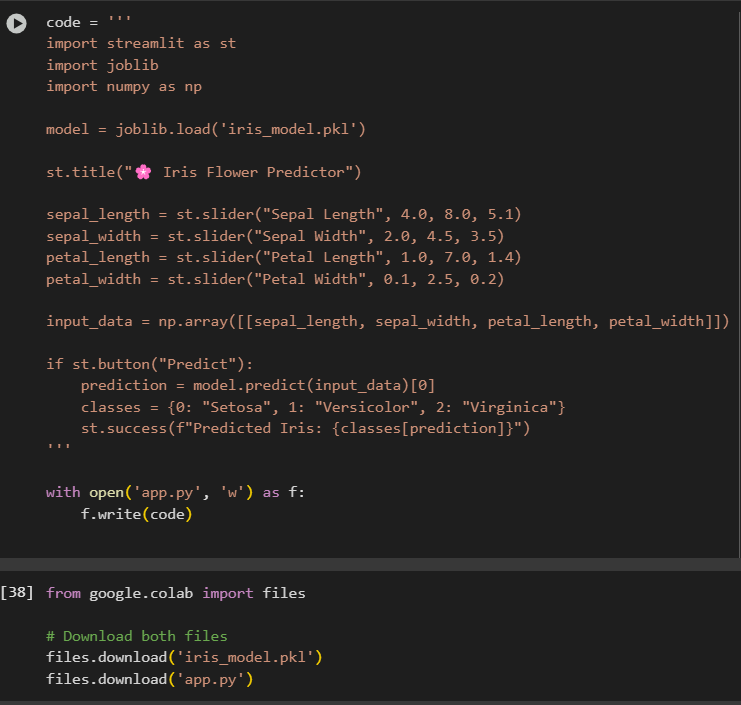 code = '''
import streamlit as st
import joblib
import numpy as np
model = joblib.load('iris_model.pkl')
st.title("🌸 Iris Flower Predictor")
sepal_length = st.slider("Sepal Length", 4.0, 8.0, 5.1)
sepal_width = st.slider("Sepal Width", 2.0, 4.5, 3.5)
petal_length = st.slider("Petal Length", 1.0, 7.0, 1.4)
petal_width = st.slider("Petal Width", 0.1, 2.5, 0.2)
input_data = np.array([[sepal_length, sepal_width, petal_length, petal_width]])
if st.button("Predict"):
    prediction = model.predict(input_data)[0]
    classes = {0: "Setosa", 1: "Versicolor", 2: "Virginica"}
    st.success(f"Predicted Iris: {classes[prediction]}")
'''
with open('app.py', 'w') as f:
    f.write(code)
[38] from google.colab import files
# Download both files
files.download('iris_model.pkl')
files.download('app.py')